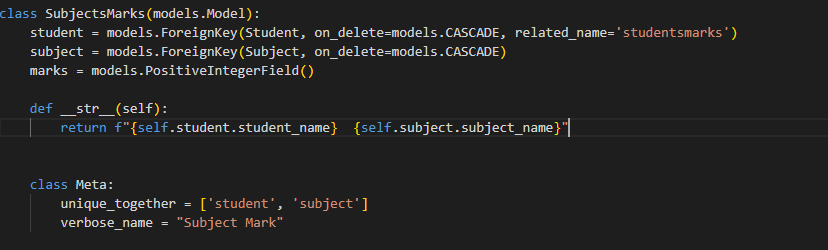 class SubjectsMarks(models.Model):
    student = models.ForeignKey(Student, on_delete=models.CASCADE, related_name='studentsmarks')
    subject = models.ForeignKey(Subject, on_delete=models.CASCADE)
    marks = models.PositiveIntegerField()
    def __str__(self):
        return f"{self.student.student_name}  {self.subject.subject_name}"
    class Meta:
        unique_together = ['student', 'subject']
        verbose_name = "Subject Mark"